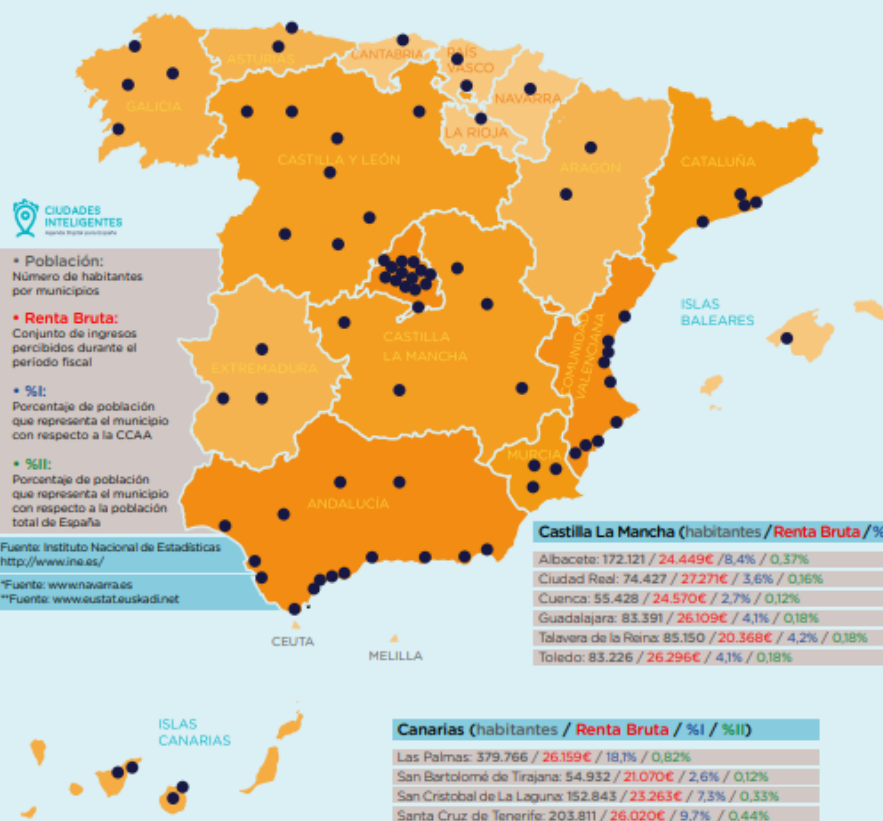 ASTURIAS
CANTABRIA
PAÍS
VASCO
NAVARRA
GALICIA
LA RIOJA
CASTILLA Y LEÓN
ARAGON
CATALUÑA
CIUDADES
INTELIGENTES
• Población:
Número de habitantes
por municipios
• Renta Bruta:
Conjunto de ingresos
percibidos durante el
período fiscal
• %I:
Porcentaje de población
que representa el municipio
con respecto a la CCAA
• %II:
Porcentaje de población
que representa el municipio
con respecto a la población
total de España
Fuente: Instituto Nacional de Estadísticas
http://www.ine.es/
*Fuente: www.navarra.es
**Fuente: www.eustat.euskadi.net
ISLAS
BALEARES
COMUNIDAD
VALENCIANA
CASTILLA
LA MANCHA
EXTREMADURA
MURCIA
ANDALUCÍA
CEUTA
MELILLA
Castilla La Mancha (habitantes / Renta Bruta / %
Albacete: 172.121 / 24.449€ /8,4% / 0,37%
Ciudad Real: 74.427 / 27.271€ / 3,6% / 0,16%
Cuenca: 55.428 / 24.570€ / 2,7% / 0,12%
Guadalajara: 83.391 / 26.109€ / 4,1% / 0,18%
Talavera de la Reina: 85.150 / 20.368€ / 4,2% / 0,18%
Toledo: 83.226 / 26.296€ / 4,1% / 0,18%
ISLAS
CANARIAS
Canarias (habitantes / Renta Bruta / %I / %II)
Las Palmas: 379.766 / 26.159€ / 18,1% / 0,82%
San Bartolomé de Tirajana: 54.932 / 21.070€ / 2,6% / 0,12%
San Cristobal de La Laguna: 152.843 / 23.263€ / 7,3% / 0,33%
Santa Cruz de Tenerife: 203.811 / 26.020€ / 9,7% / 0,44%